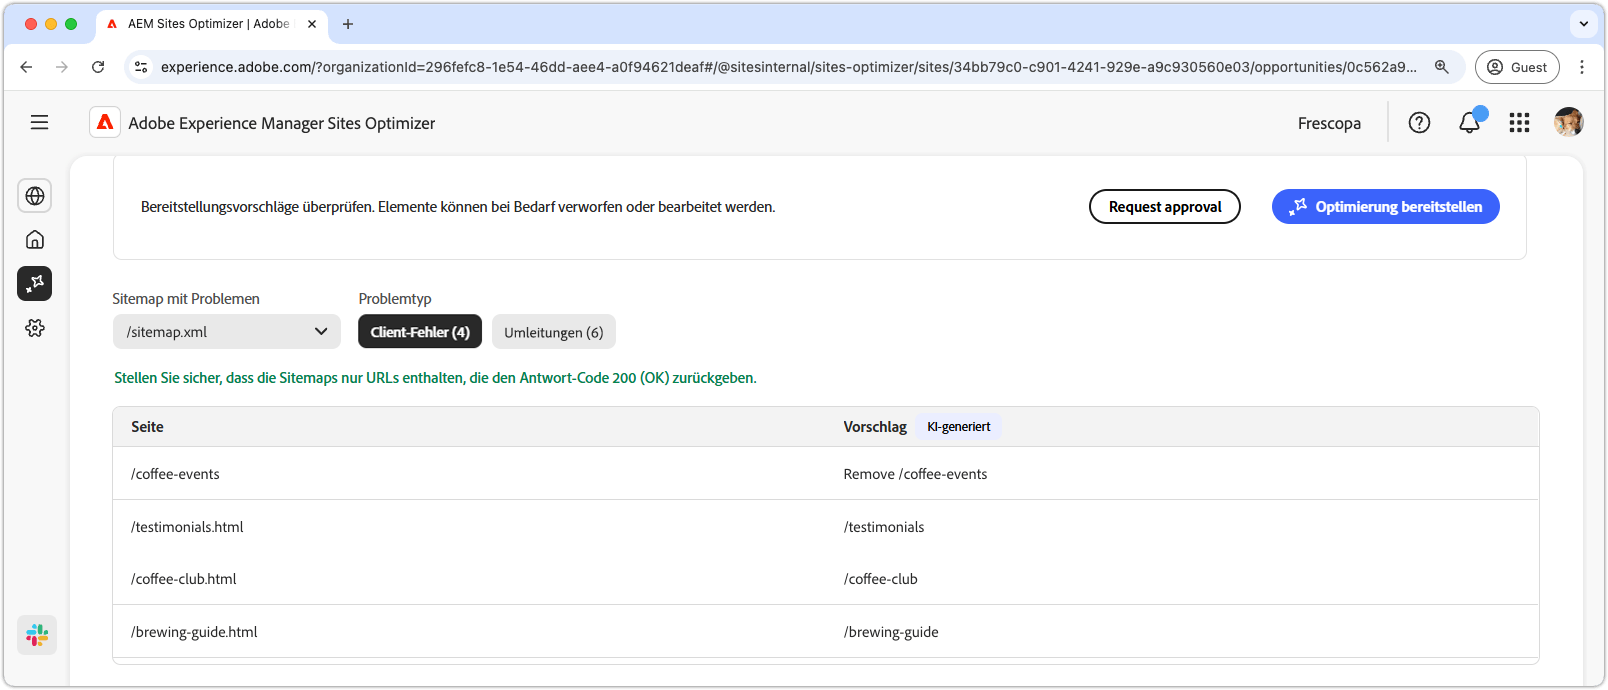 AEM Sites Optimizer | Adobe
experience.adobe.com/?organizationId=296fefc8-1e54-46dd-aee4-a0f94621deaf#/@sitesinternal/sites-optimizer/sites/34bb79c0-c901-4241-929e-a9c930560e03/opportunities/0c562a9...
Guest
Adobe Experience Manager Sites Optimizer
Frescopa
Bereitstellungsvorschläge überprüfen. Elemente können bei Bedarf verworfen oder bearbeitet werden.
Request approval
Optimierung bereitstellen
Sitemap mit Problemen
Problemtyp
/sitemap.xml
Client-Fehler (4)
Umleitungen (6)
Stellen Sie sicher, dass die Sitemaps nur URLs enthalten, die den Antwort-Code 200 (OK) zurückgeben.
Seite
Vorschlag
KI-generiert
/coffee-events
Remove /coffee-events
/testimonials.html
/testimonials
/coffee-club.html
/coffee-club
/brewing-guide.html
/brewing-guide